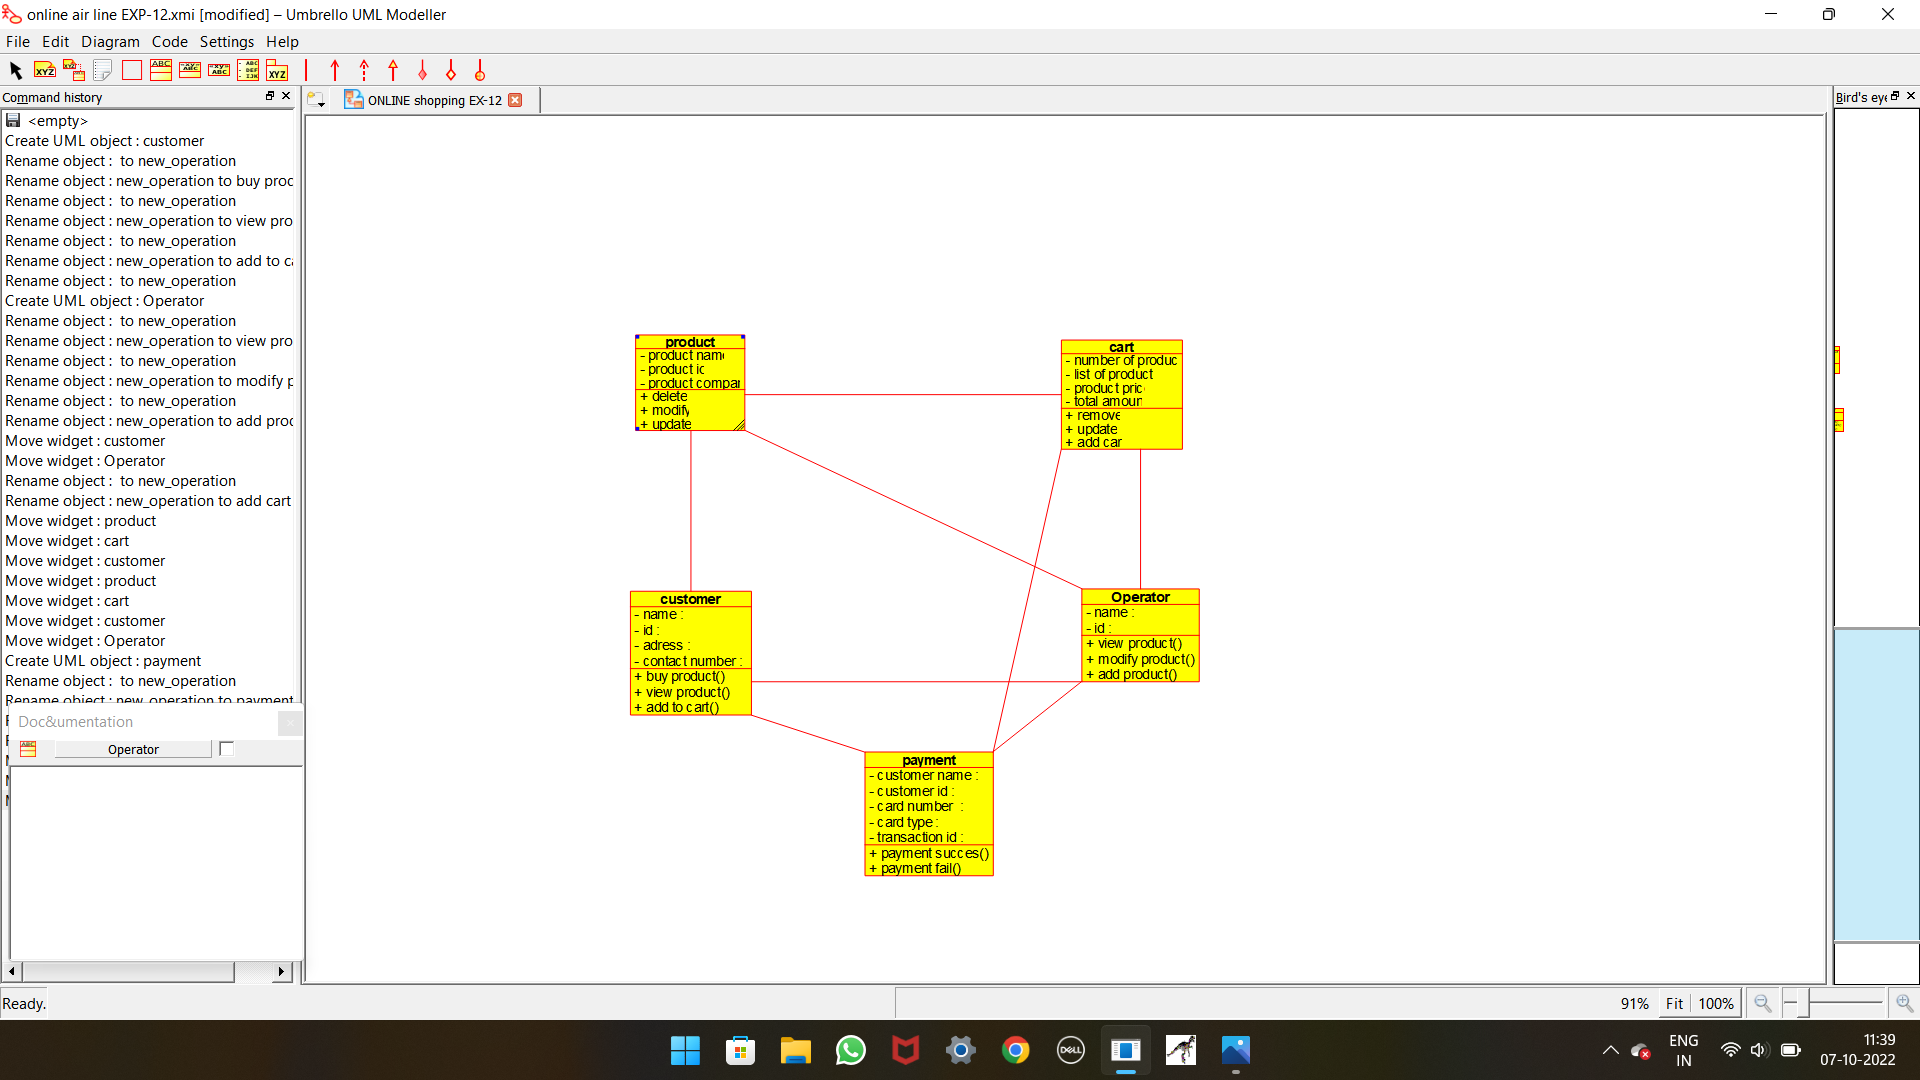 online air line EXP-12.xmi [modified] – Umbrello UML Modeller
File Edit Diagram Code Settings Help
Command history
ONLINE shopping EX-12
Bird's eye
<empty>
Create UML object : customer
Rename object :  to new_operation
Rename object : new_operation to buy proc
Rename object :  to new_operation
Rename object : new_operation to view pro
Rename object :  to new_operation
Rename object : new_operation to add to ca
Rename object :  to new_operation
Create UML object : Operator
Rename object :  to new_operation
Rename object : new_operation to view pro
Rename object :  to new_operation
Rename object : new_operation to modify p
Rename object :  to new_operation
Rename object : new_operation to add proc
Move widget : customer
Move widget : Operator
Rename object :  to new_operation
Rename object : new_operation to add cart
Move widget : product
Move widget : cart
Move widget : customer
Move widget : product
Move widget : cart
Move widget : customer
Move widget : Operator
Create UML object : payment
Rename object :  to new_operation
Rename object : new_operation to payment
Doc&umentation
Operator
product
- product name
- product id
- product compan
+ delete
+ modify
+ update
cart
- number of produc
- list of product
- product pric
- total amoun
+ remove
+ update
+ add car
customer
- name :
- id :
- adress :
- contact number :
+ buy product()
+ view product()
+ add to cart()
Operator
- name :
- id :
+ view product()
+ modify product()
+ add product()
payment
- customer name :
- customer id :
- card number  :
- card type :
- transaction id :
+ payment succes()
+ payment fail()
Ready.
91% Fit 100%
DELL
ENG
IN
11:39
07-10-2022